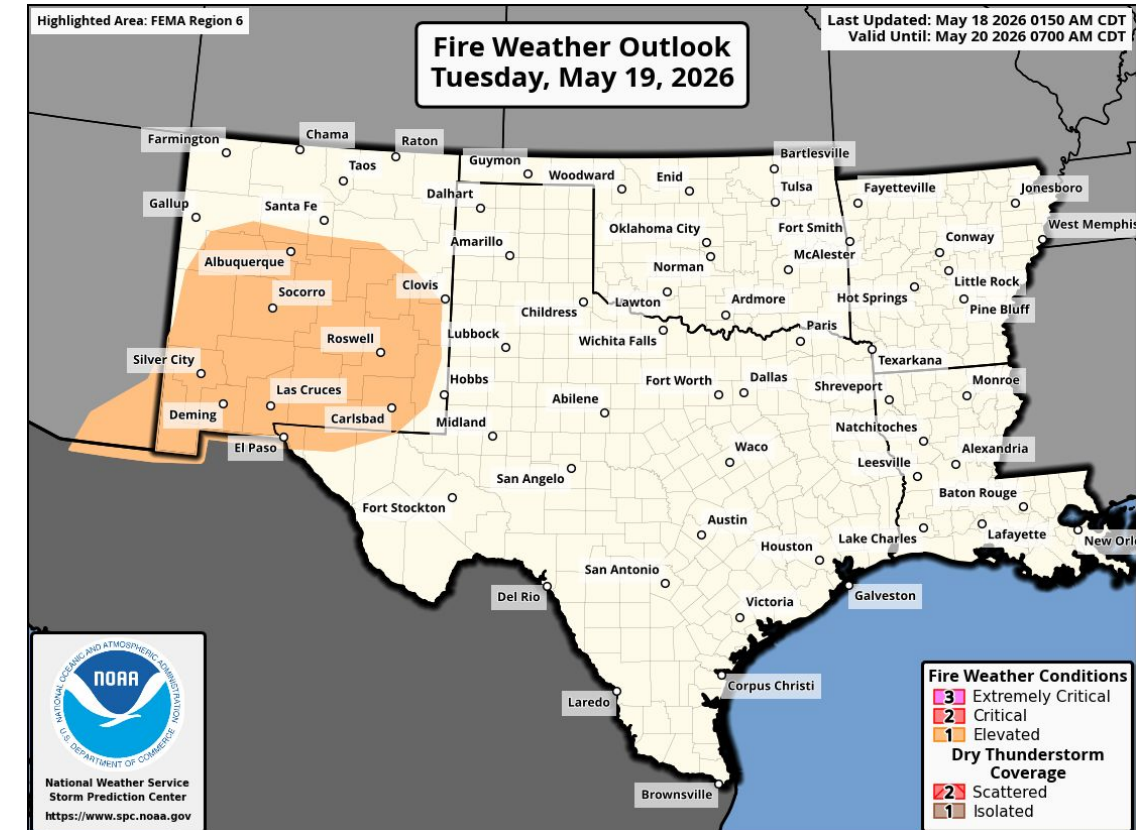 Highlighted Area: FEMA Region 6
Last Updated: May 18 2026 0150 AM CDT
Valid Until: May 20 2026 0700 AM CDT
Fire Weather Outlook
Tuesday, May 19, 2026
Farmington
Chama
Raton
Taos
Gallup
Santa Fe
Albuquerque
Socorro
Clovis
Roswell
Silver City
Las Cruces
Deming
Carlsbad
Hobbs
El Paso
Guymon
Woodward
Enid
Bartlesville
Tulsa
Dalhart
Amarillo
Oklahoma City
Norman
McAlester
Fort Smith
Fayetteville
Jonesboro
West Memphis
Conway
Little Rock
Hot Springs
Pine Bluff
Childress
Lawton
Ardmore
Lubbock
Wichita Falls
Paris
Texarkana
Fort Worth
Dallas
Shreveport
Monroe
Abilene
Midland
Natchitoches
Waco
Alexandria
Leesville
San Angelo
Fort Stockton
Baton Rouge
Austin
Houston
Lake Charles
Lafayette
New Orl
San Antonio
Del Rio
Galveston
Victoria
Corpus Christi
Laredo
Brownsville
NATIONAL OCEANIC AND ATMOSPHERIC ADMINISTRATION
NOAA
U.S. DEPARTMENT OF COMMERCE
National Weather Service
Storm Prediction Center
https://www.spc.noaa.gov
Fire Weather Conditions
3 Extremely Critical
2 Critical
1 Elevated
Dry Thunderstorm
Coverage
2 Scattered
1 Isolated